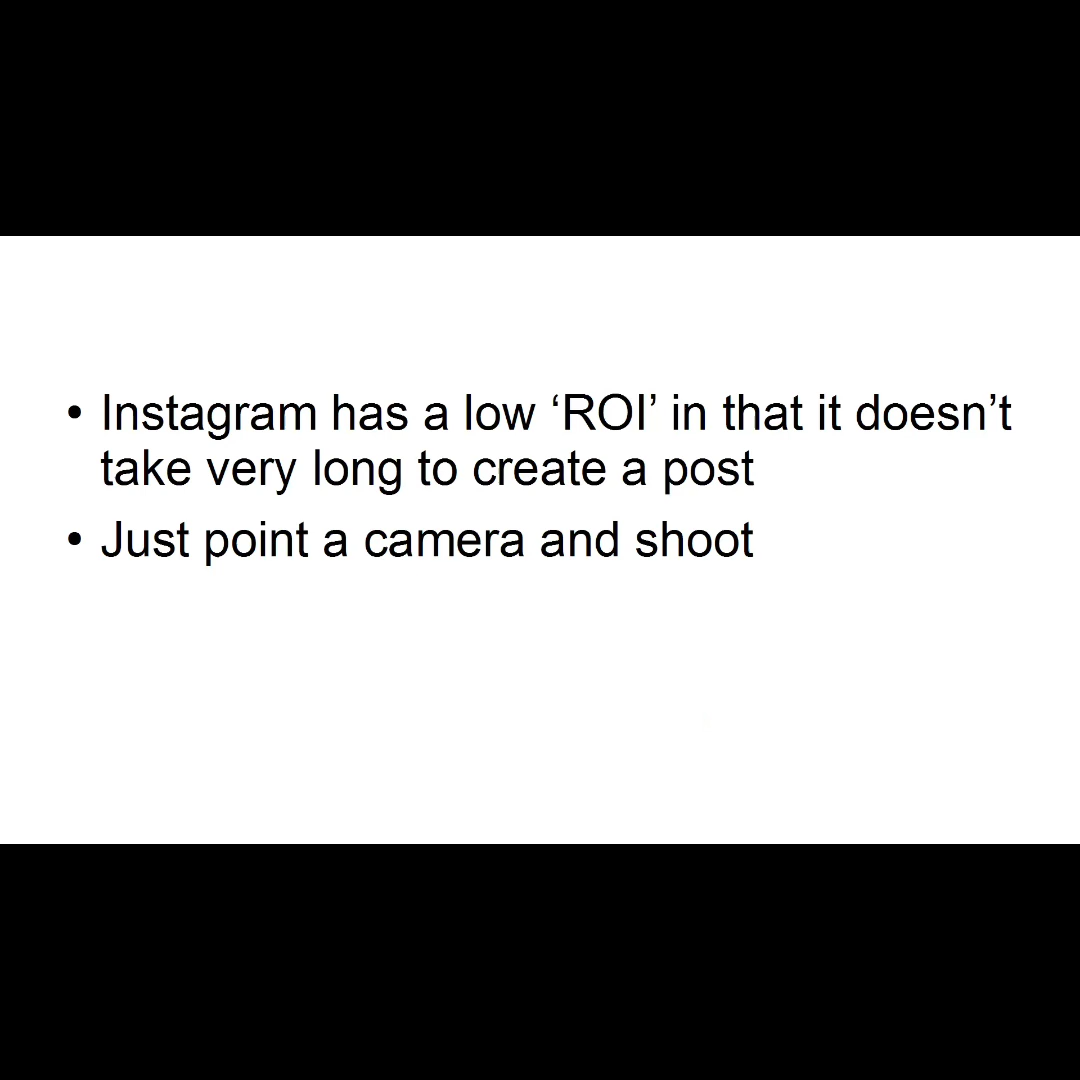 • Instagram has a low ‘ROI’ in that it doesn’t
take very long to create a post
• Just point a camera and shoot